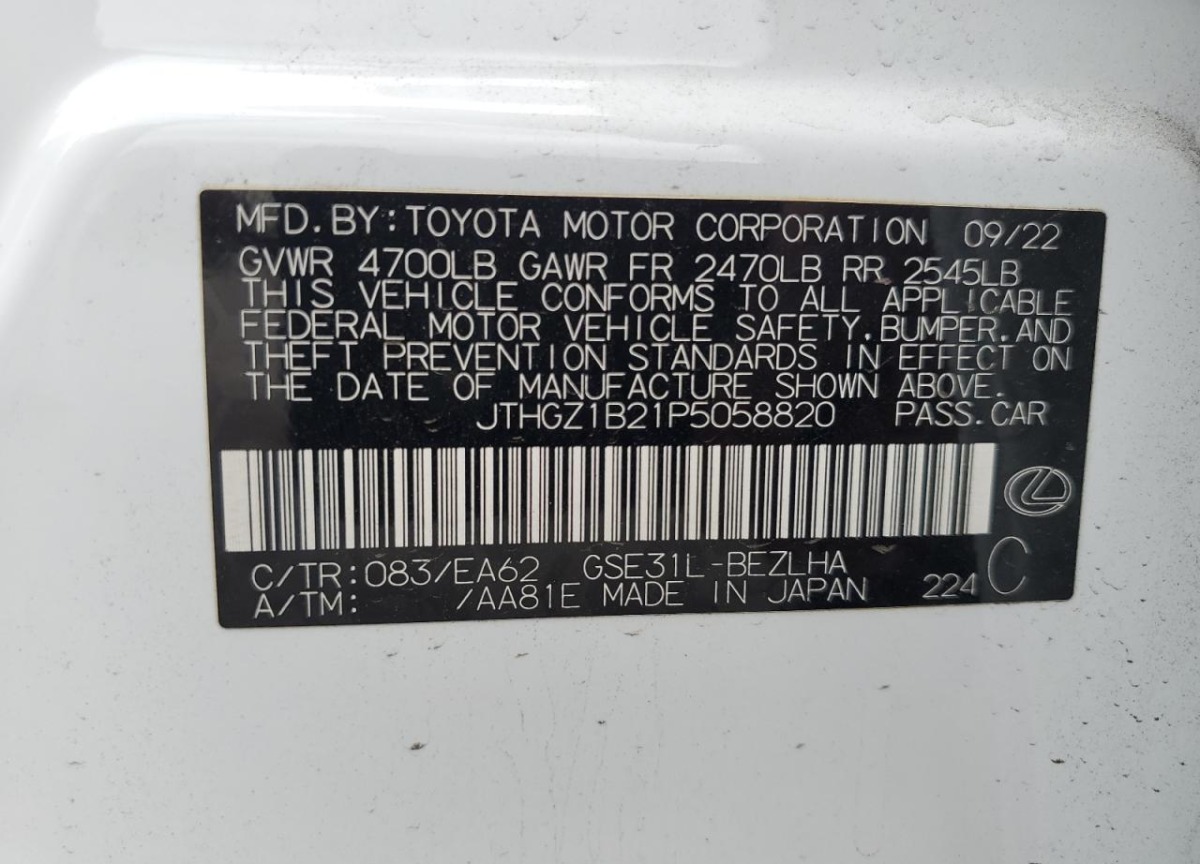 MFD.BY:TOYOTA MOTOR CORPORATION 09/22
GVWR 4700LB GAWR FR 2470LB RR 2545LB
THIS VEHICLE CONFORMS TO ALL APPLICABLE
FEDERAL MOTOR VEHICLE SAFETY,BUMPER,AND
THEFT PREVENTION STANDARDS IN EFFECT ON
THE DATE OF MANUFACTURE SHOWN ABOVE.
JTHGZ1B21P5058820 PASS.CAR
C/TR:083/EA62 GSE31L-BEZLHA
A/TM: /AA81E MADE IN JAPAN 224 C